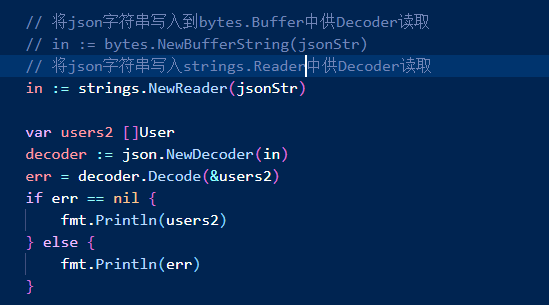 // 将json字符串写入到bytes.Buffer中供Decoder读取
// in := bytes.NewBufferString(jsonStr)
// 将json字符串写入strings.Reader中供Decoder读取
in := strings.NewReader(jsonStr)
var users2 []User
decoder := json.NewDecoder(in)
err = decoder.Decode(&users2)
if err == nil {
    fmt.Println(users2)
} else {
    fmt.Println(err)
}